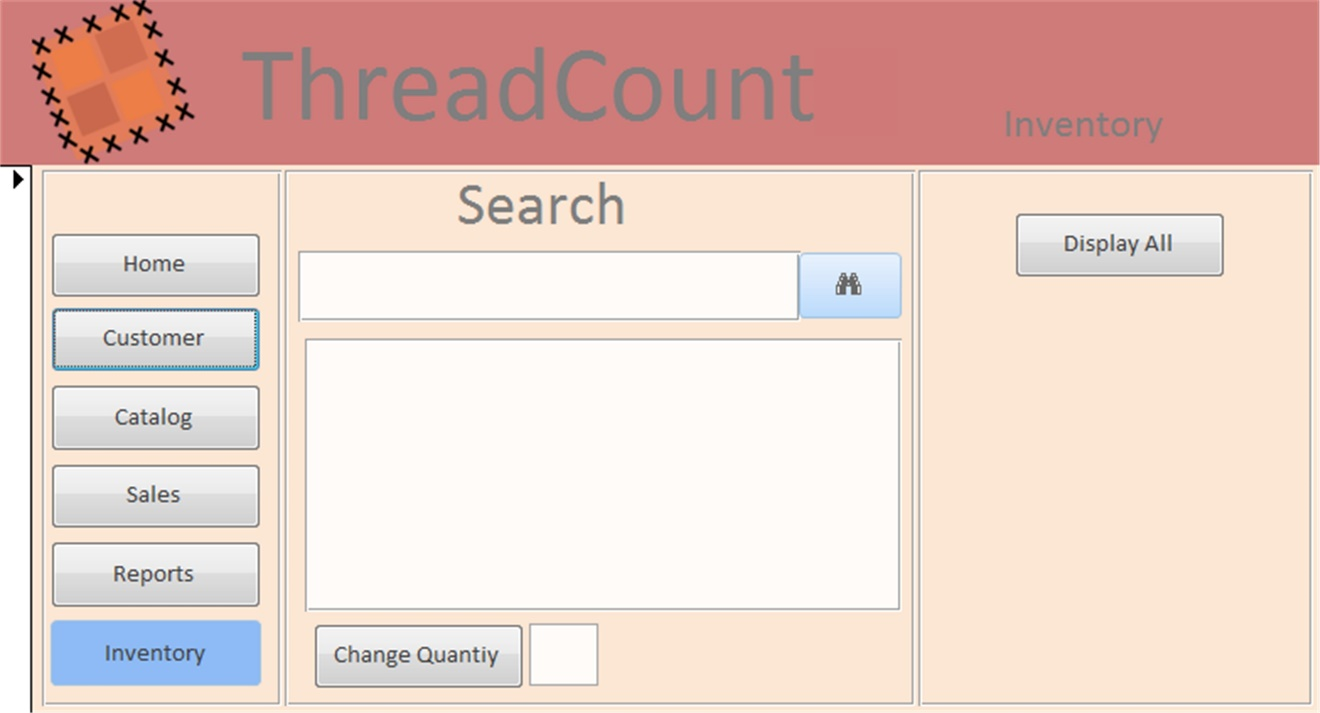 ThreadCount
Inventory
Search
Home
Display All
Customer
Catalog
Sales
Reports
Inventory
Change Quantiy